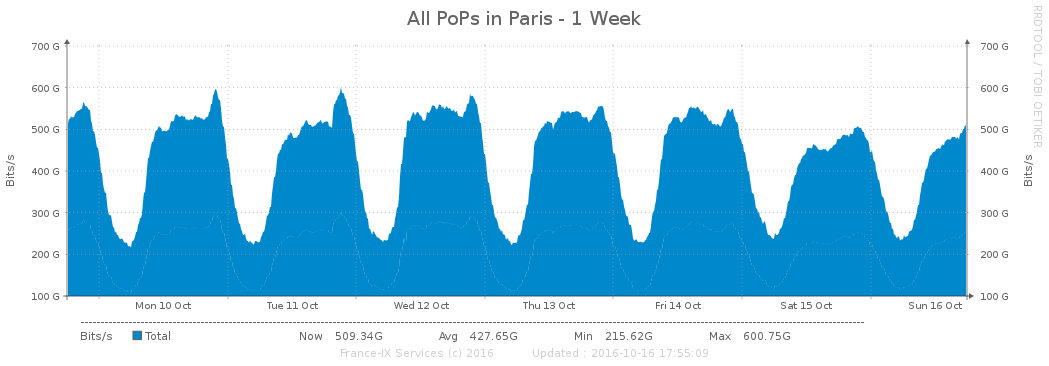 All PoPs in Paris - 1 Week
RRDTOOL / TOBI OETIKER
Bits/s
Bits/s
700 G 700 G
600 G 600 G
500 G 500 G
400 G 400 G
300 G 300 G
200 G 200 G
100 G 100 G
Mon 10 Oct Tue 11 Oct Wed 12 Oct Thu 13 Oct Fri 14 Oct Sat 15 Oct Sun 16 Oct
Bits/s Total Now 509.34G Avg 427.65G Min 215.62G Max 600.75G
France-IX Services (c) 2016 Updated : 2016-10-16 17:55:09